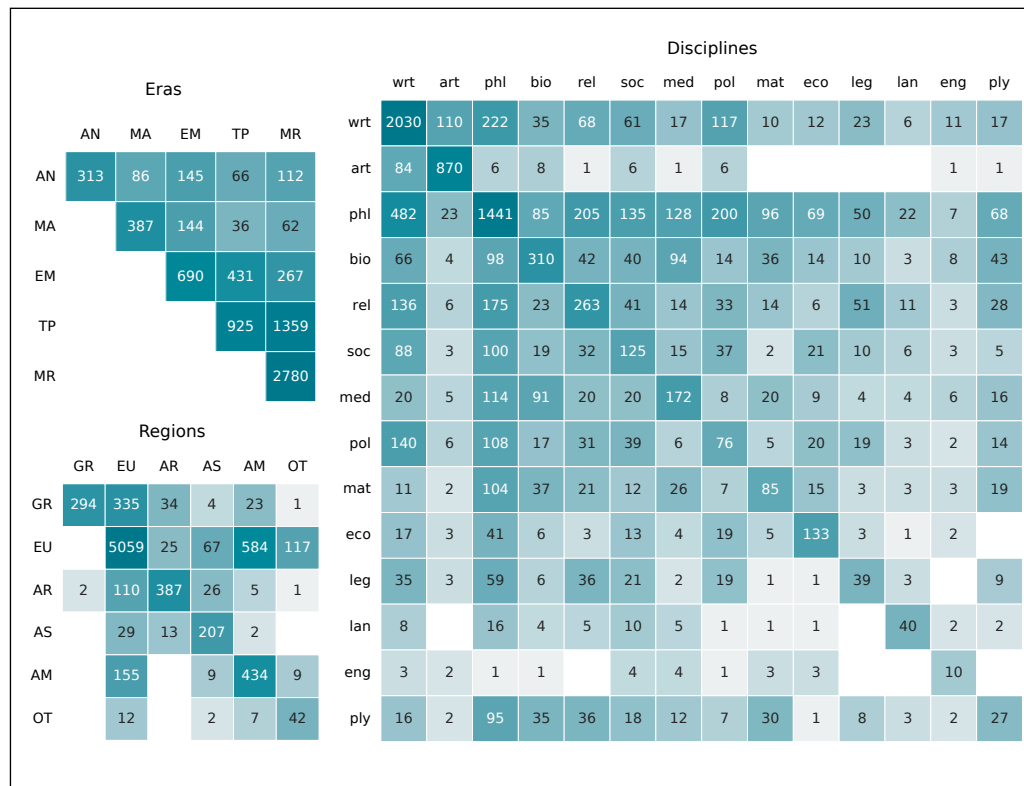 Eras
AN MA EM TP MR
AN 313 86 145 66 112
MA 387 144 36 62
EM 690 431 267
TP 925 1359
MR 2780
Regions
GR EU AR AS AM OT
GR 294 335 34 4 23 1
EU 5059 25 67 584 117
AR 2 110 387 26 5 1
AS 29 13 207 2
AM 155 9 434 9
OT 12 2 7 42
Disciplines
wrt art phl bio rel soc med pol mat eco leg lan eng ply
wrt 2030 110 222 35 68 61 17 117 10 12 23 6 11 17
art 84 870 6 8 1 6 1 6 1 1
phl 482 23 1441 85 205 135 128 200 96 69 50 22 7 68
bio 66 4 98 310 42 40 94 14 36 14 10 3 8 43
rel 136 6 175 23 263 41 14 33 14 6 51 11 3 28
soc 88 3 100 19 32 125 15 37 2 21 10 6 3 5
med 20 5 114 91 20 20 172 8 20 9 4 4 6 16
pol 140 6 108 17 31 39 6 76 5 20 19 3 2 14
mat 11 2 104 37 21 12 26 7 85 15 3 3 3 19
eco 17 3 41 6 3 13 4 19 5 133 3 1 2
leg 35 3 59 6 36 21 2 19 1 1 39 3 9
lan 8 16 4 5 10 5 1 1 1 40 2 2
eng 3 2 1 1 4 4 1 3 3 10
ply 16 2 95 35 36 18 12 7 30 1 8 3 2 27